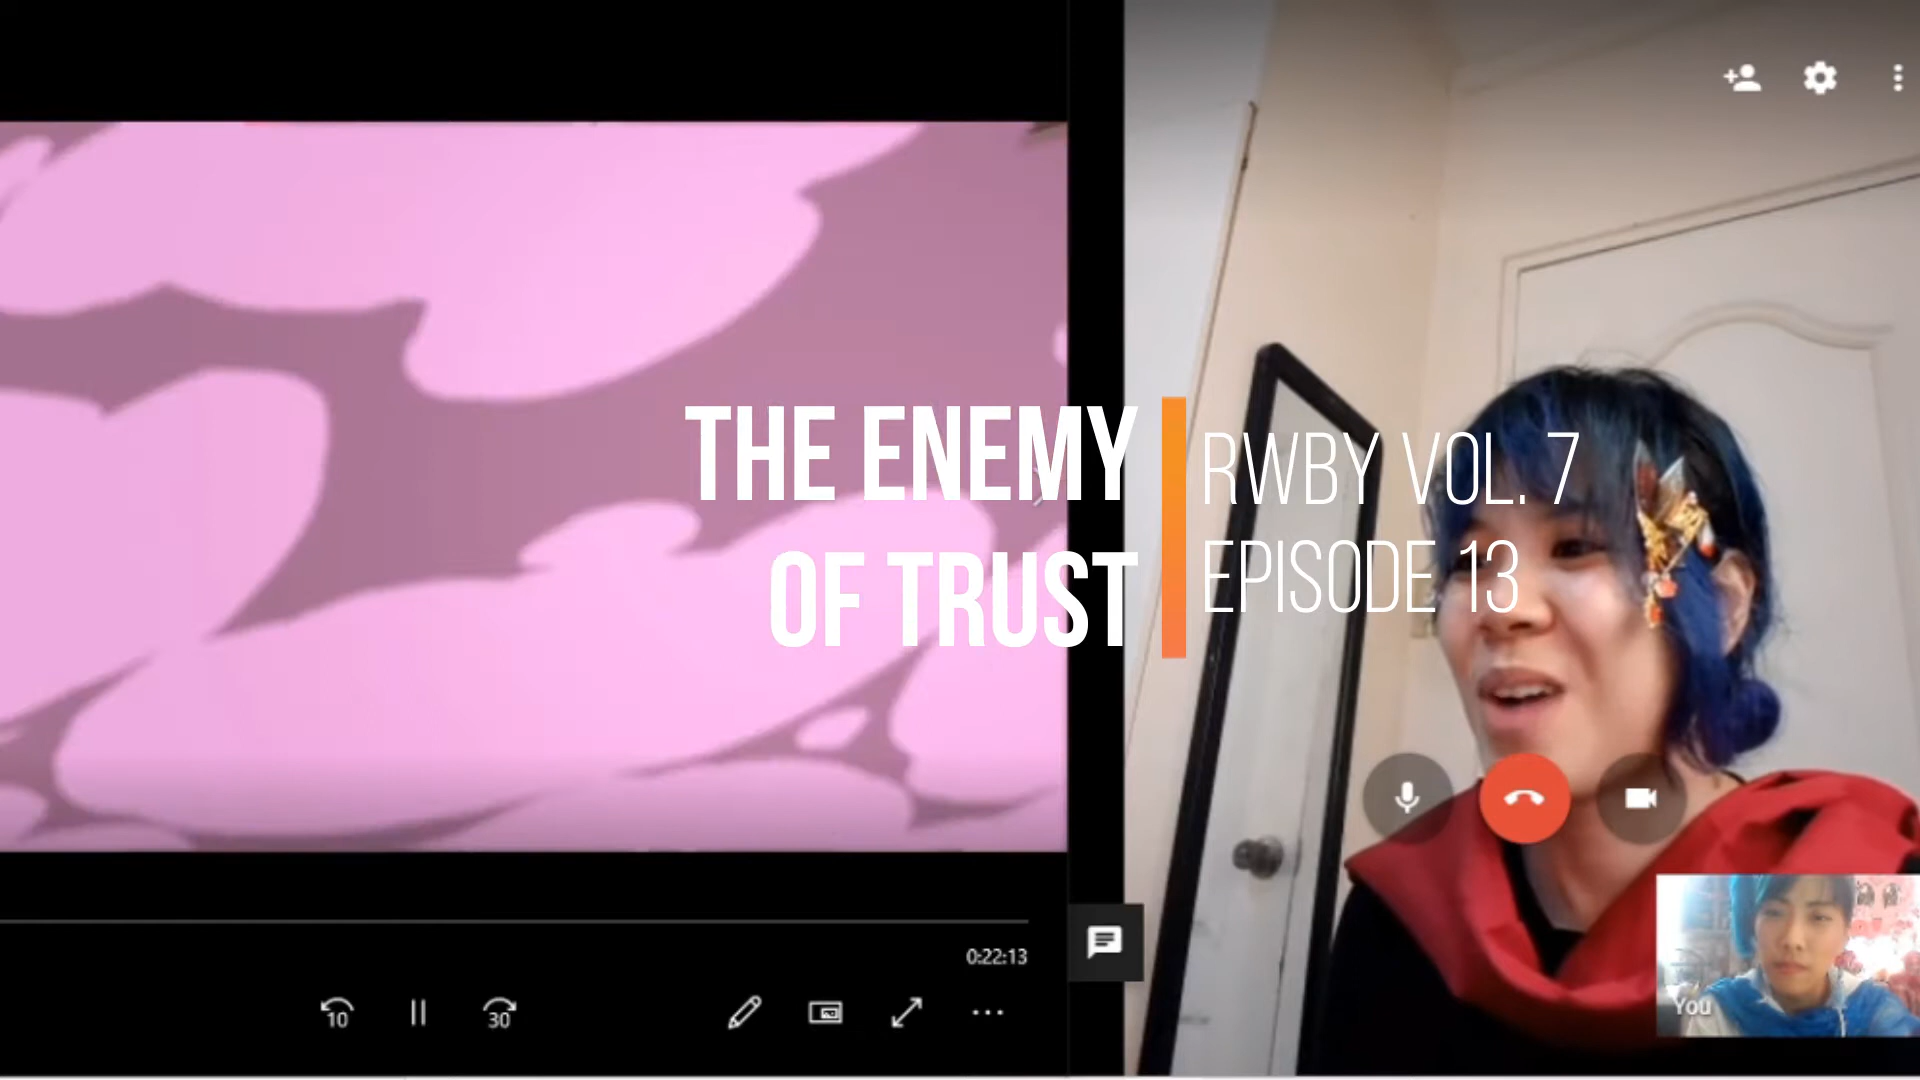 THE ENEMY
OF TRUST
RWBY VOL. 7
EPISODE 13
0:22:13
10
30
You